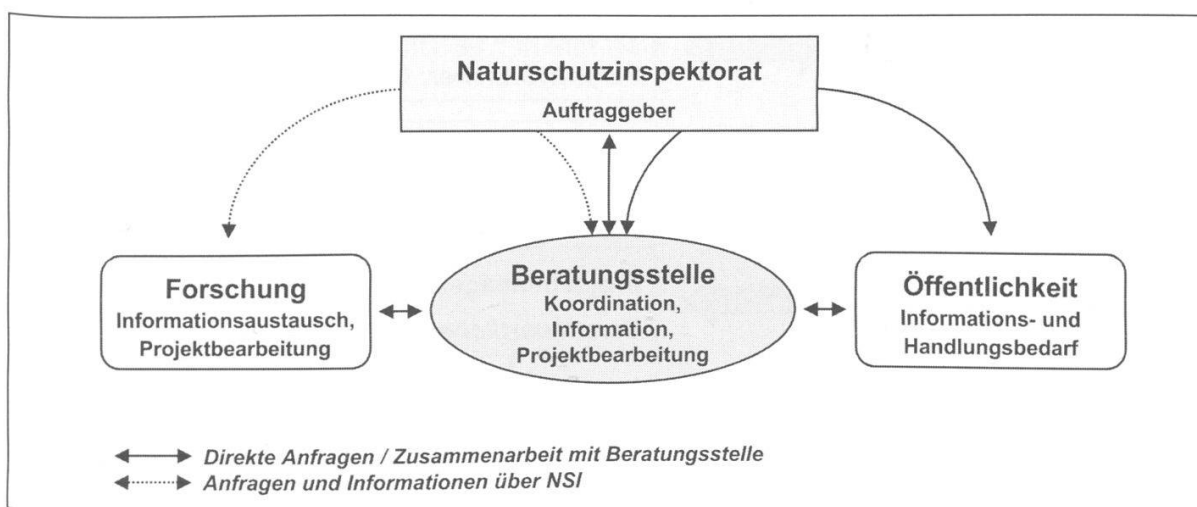 Naturschutzinspektorat
Auftraggeber
Forschung
Informationsaustausch,
Projektbearbeitung
Beratungsstelle
Koordination,
Information,
Projektbearbeitung
Öffentlichkeit
Informations- und
Handlungsbedarf
Direkte Anfragen / Zusammenarbeit mit Beratungsstelle
Anfragen und Informationen über NSI